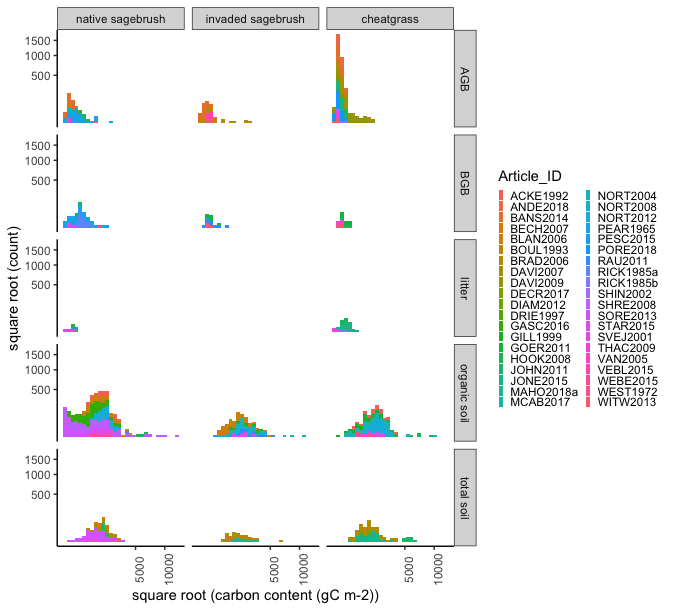 native sagebrush
invaded sagebrush
cheatgrass
square root (count)
1500
1000
500
AGB
1500
1000
500
BGB
1500
1000
500
litter
1500
1000
500
organic soil
1500
1000
500
total soil
5000
10000
5000
10000
5000
10000
square root (carbon content (gC m-2))
Article_ID
ACKE1992
ANDE2018
BANS2014
BECH2007
BLAN2006
BOUL1993
BRAD2006
DAVI2007
DAVI2009
DECR2017
DIAM2012
DRIE1997
GASC2016
GILL1999
GOER2011
HOOK2008
JOHN2011
JONE2015
MAHO2018a
MCAB2017
NORT2004
NORT2008
NORT2012
PEAR1965
PESC2015
PORE2018
RAU2011
RICK1985a
RICK1985b
SHIN2002
SHRE2008
SORE2013
STAR2015
SVEJ2001
THAC2009
VAN2005
VEBL2015
WEBE2015
WEST1972
WITW2013